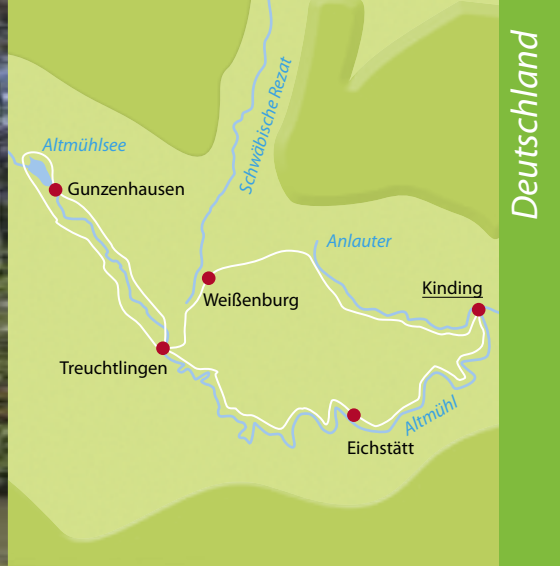 Deutschland
Schwäbische Rezat
Altmühlsee
Gunzenhausen
Anlauter
Kinding
Weißenburg
Treuchtlingen
Altmühl
Eichstätt